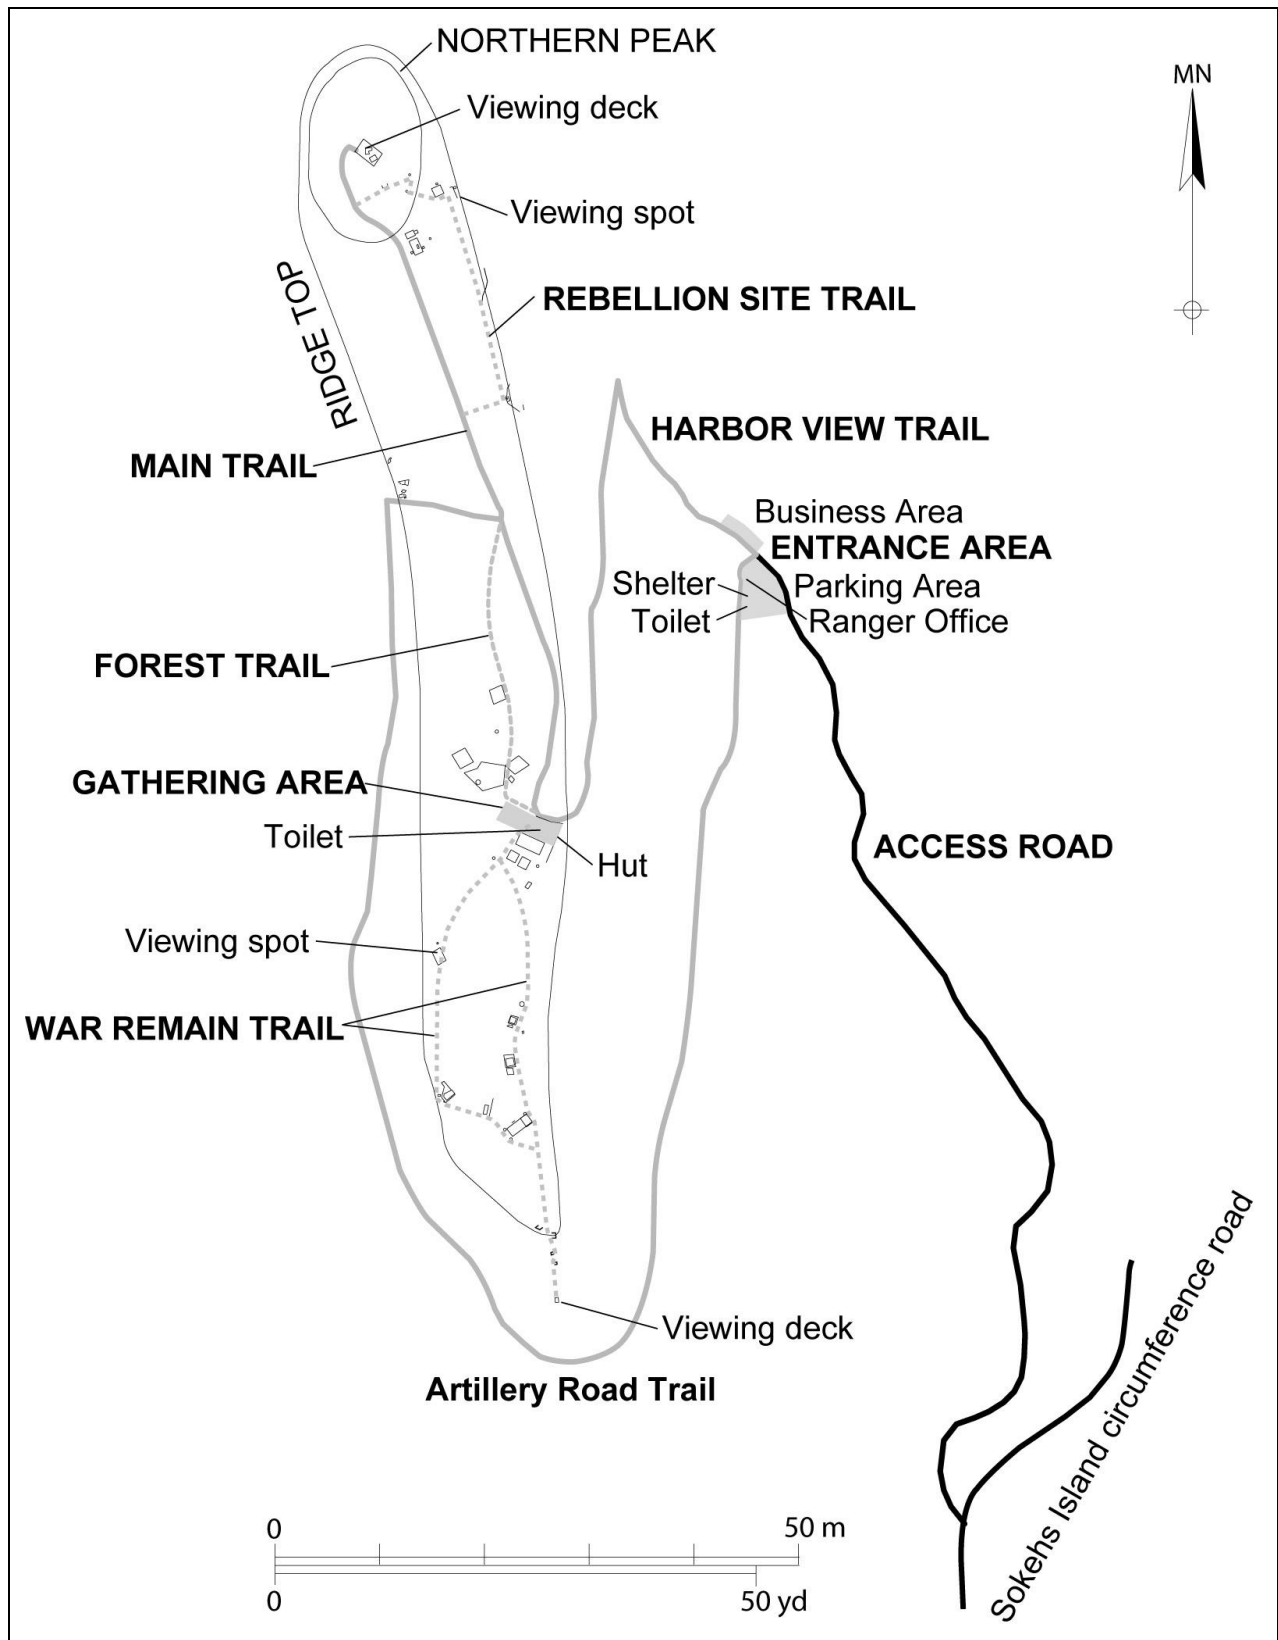 NORTHERN PEAK
MN
Viewing deck
Viewing spot
RIDGE TOP
REBELLION SITE TRAIL
HARBOR VIEW TRAIL
MAIN TRAIL
Business Area
ENTRANCE AREA
Shelter
Parking Area
Toilet
Ranger Office
FOREST TRAIL
GATHERING AREA
Toilet
Hut
ACCESS ROAD
Viewing spot
WAR REMAIN TRAIL
Viewing deck
Artillery Road Trail
Sokehs Island circumference road
0
50 m
0
50 yd